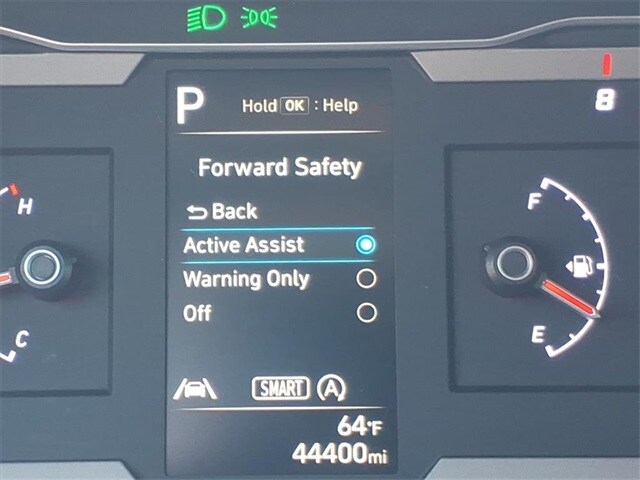 8
P Hold OK : Help
Forward Safety
Back
Active Assist
Warning Only
Off
SMART A
64°F
44400mi
H
C
F
E